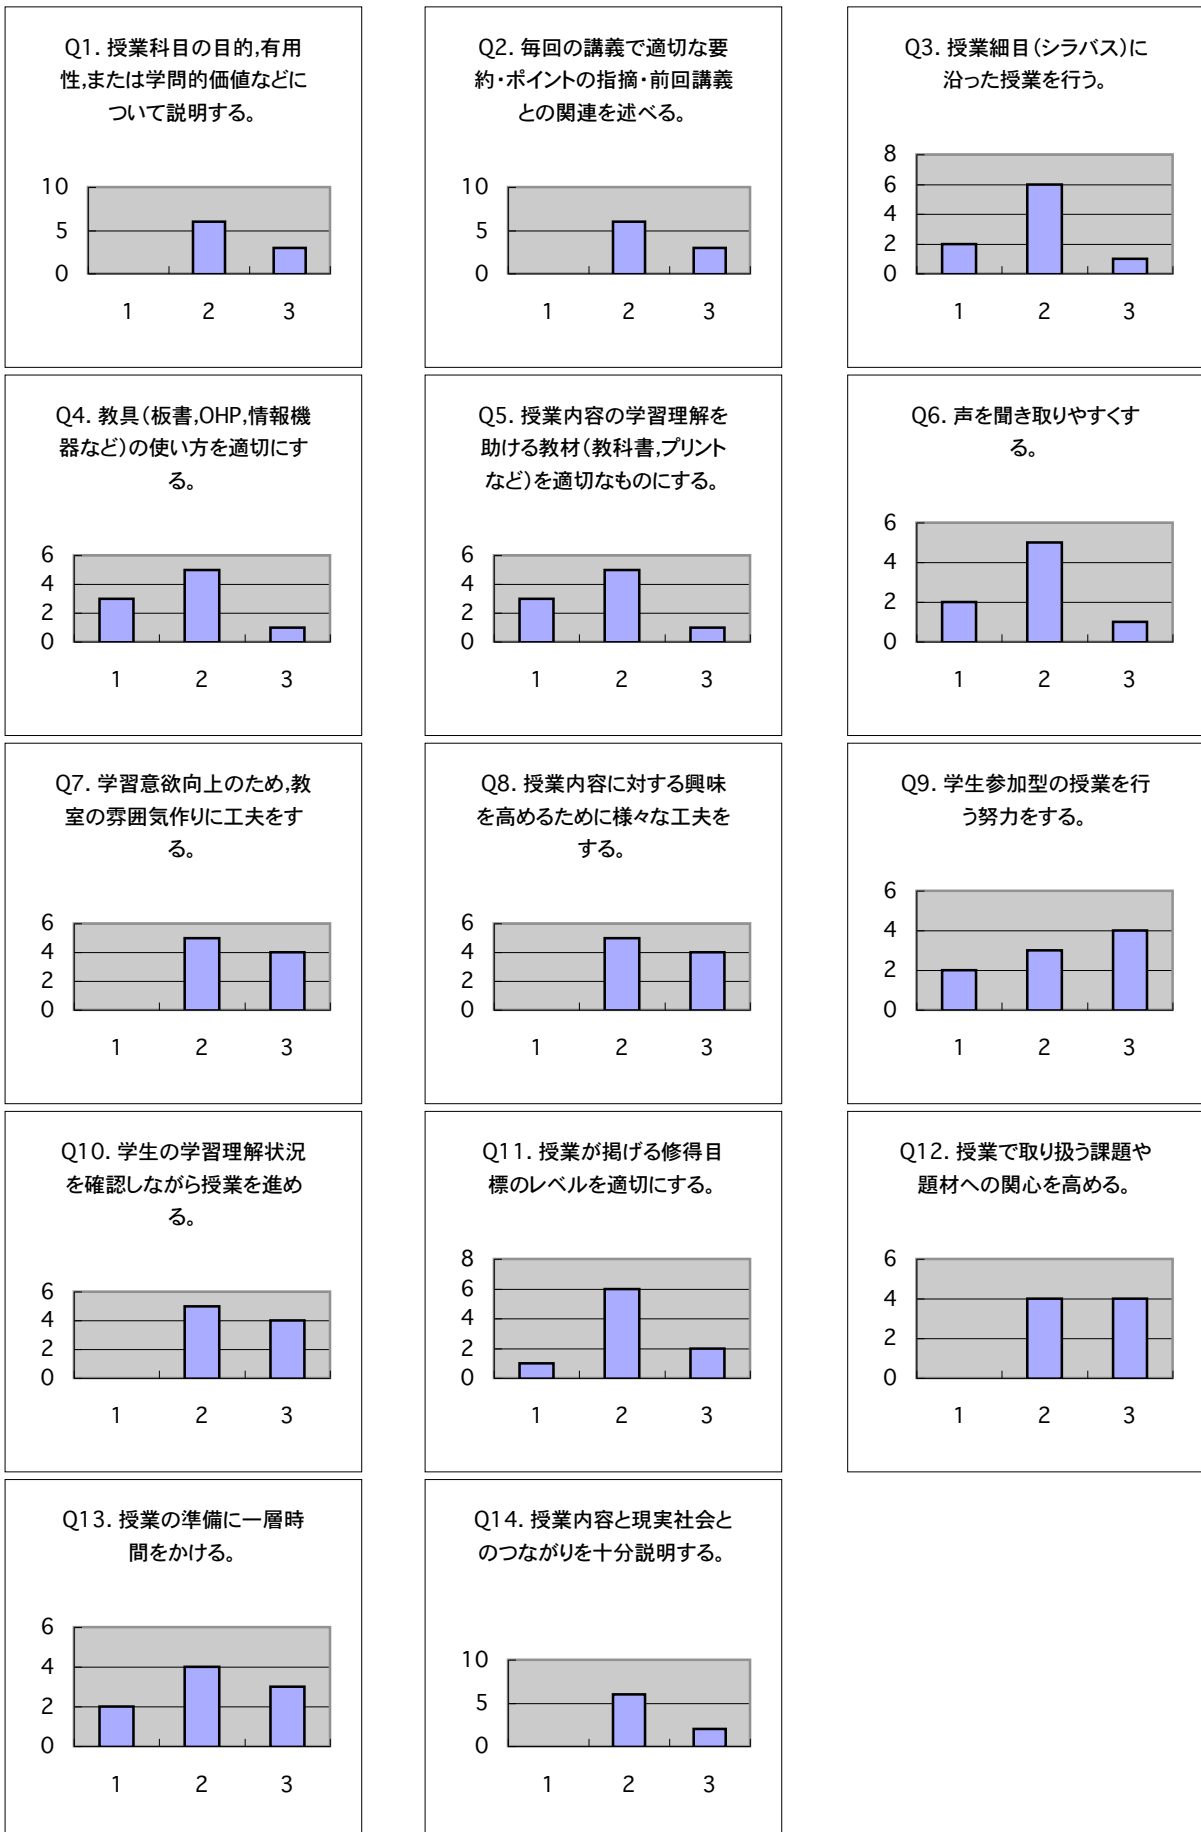 Q1. 授業科目の目的,有用
性,または学問的価値などに
ついて説明する。
10
5
0
1 2 3
Q2. 毎回の講義で適切な要
約・ポイントの指摘・前回講義
との関連を述べる。
10
5
0
1 2 3
Q3. 授業細目(シラバス)に
沿った授業を行う。
8
6
4
2
0
1 2 3
Q4. 教具(板書,OHP,情報機
器など)の使い方を適切にす
る。
6
4
2
0
1 2 3
Q5. 授業内容の学習理解を
助ける教材(教科書,プリント
など)を適切なものにする。
6
4
2
0
1 2 3
Q6. 声を聞き取りやすくす
る。
6
4
2
0
1 2 3
Q7. 学習意欲向上のため,教
室の雰囲気作りに工夫をす
る。
6
4
2
0
1 2 3
Q8. 授業内容に対する興味
を高めるために様々な工夫を
する。
6
4
2
0
1 2 3
Q9. 学生参加型の授業を行
う努力をする。
6
4
2
0
1 2 3
Q10. 学生の学習理解状況
を確認しながら授業を進め
る。
6
4
2
0
1 2 3
Q11. 授業が掲げる修得目
標のレベルを適切にする。
8
6
4
2
0
1 2 3
Q12. 授業で取り扱う課題や
題材への関心を高める。
6
4
2
0
1 2 3
Q13. 授業の準備に一層時
間をかける。
6
4
2
0
1 2 3
Q14. 授業内容と現実社会と
のつながりを十分説明する。
10
5
0
1 2 3